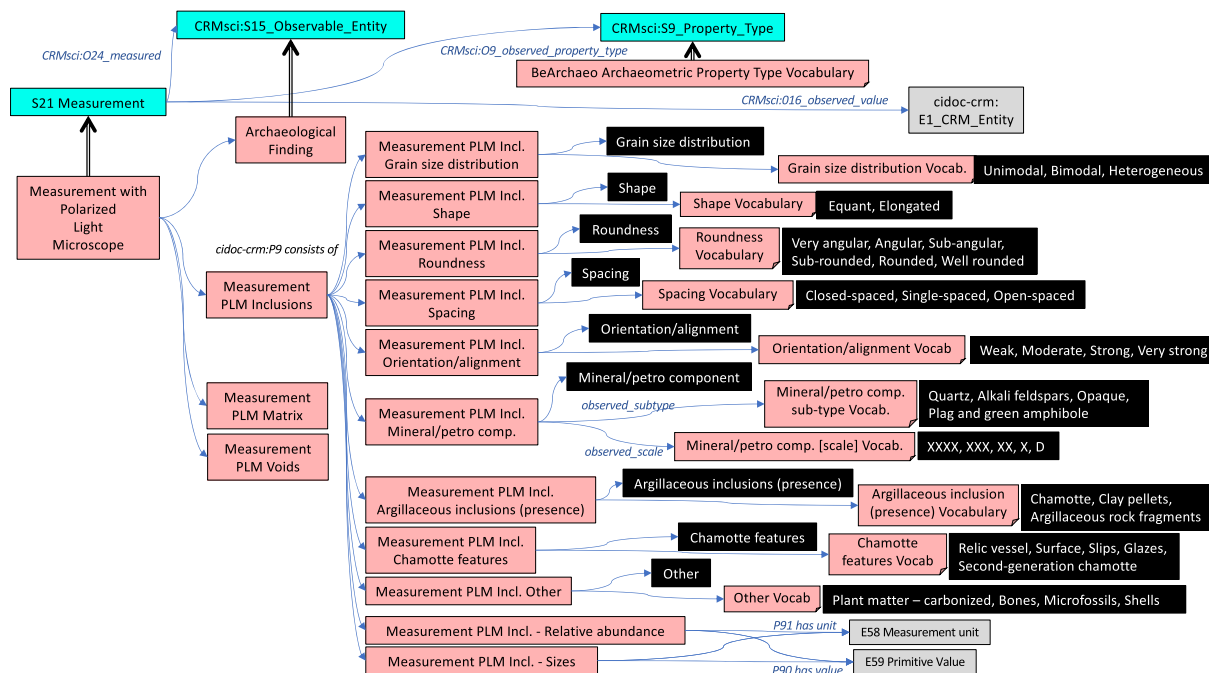 CRMsci:S15_Observable_Entity
CRMsci:S9_Property_Type
CRMsci:O24_measured
CRMsci:O9_observed_property_type
BeArchaeo Archaeometric Property Type Vocabulary
S21 Measurement
CRMsci:016_observed_value
cidoc-crm:
E1_CRM_Entity
Archaeological
Finding
Measurement with
Polarized
Light
Microscope
cidoc-crm:P9 consists of
Measurement
PLM Inclusions
Measurement
PLM Matrix
Measurement
PLM Voids
Measurement PLM Incl.
Grain size distribution
Grain size distribution
Grain size distribution Vocab.
Unimodal, Bimodal, Heterogeneous
Measurement PLM Incl.
Shape
Shape
Shape Vocabulary
Equant, Elongated
Measurement PLM Incl.
Roundness
Roundness
Roundness
Vocabulary
Very angular, Angular, Sub-angular,
Sub-rounded, Rounded, Well rounded
Measurement PLM Incl.
Spacing
Spacing
Spacing Vocabulary
Closed-spaced, Single-spaced, Open-spaced
Measurement PLM Incl.
Orientation/alignment
Orientation/alignment
Orientation/alignment Vocab
Weak, Moderate, Strong, Very strong
Measurement PLM Incl.
Mineral/petro comp.
Mineral/petro component
observed_subtype
Mineral/petro comp.
sub-type Vocab.
Quartz, Alkali feldspars, Opaque,
Plag and green amphibole
observed_scale
Mineral/petro comp. [scale] Vocab.
XXXX, XXX, XX, X, D
Measurement PLM Incl.
Argillaceous inclusions (presence)
Argillaceous inclusions (presence)
Argillaceous inclusion
(presence) Vocabulary
Chamotte, Clay pellets,
Argillaceous rock fragments
Measurement PLM Incl.
Chamotte features
Chamotte features
Chamotte
features Vocab
Relic vessel, Surface, Slips, Glazes,
Second-generation chamotte
Measurement PLM Incl. Other
Other
Other Vocab
Plant matter – carbonized, Bones, Microfossils, Shells
Measurement PLM Incl. - Relative abundance
P91 has unit
E58 Measurement unit
Measurement PLM Incl. - Sizes
P90 has value
E59 Primitive Value